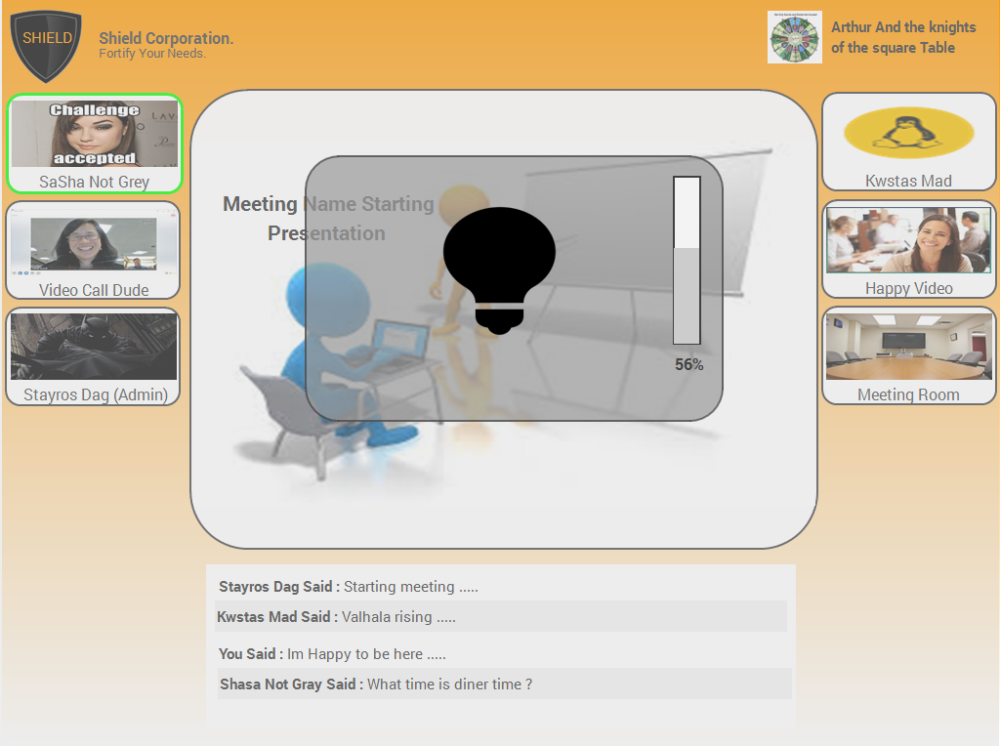 SHIELD
Shield Corporation.
Fortify Your Needs.
Arthur And the knights
of the square Table
Challenge
accepted
SaSha Not Grey
Video Call Dude
Stayros Dag (Admin)
Meeting Name Starting
Presentation
56%
Kwstas Mad
Happy Video
Meeting Room
Stayros Dag Said : Starting meeting .....
Kwstas Mad Said : Valhala rising .....
You Said : Im Happy to be here .....
Shasa Not Gray Said : What time is diner time ?